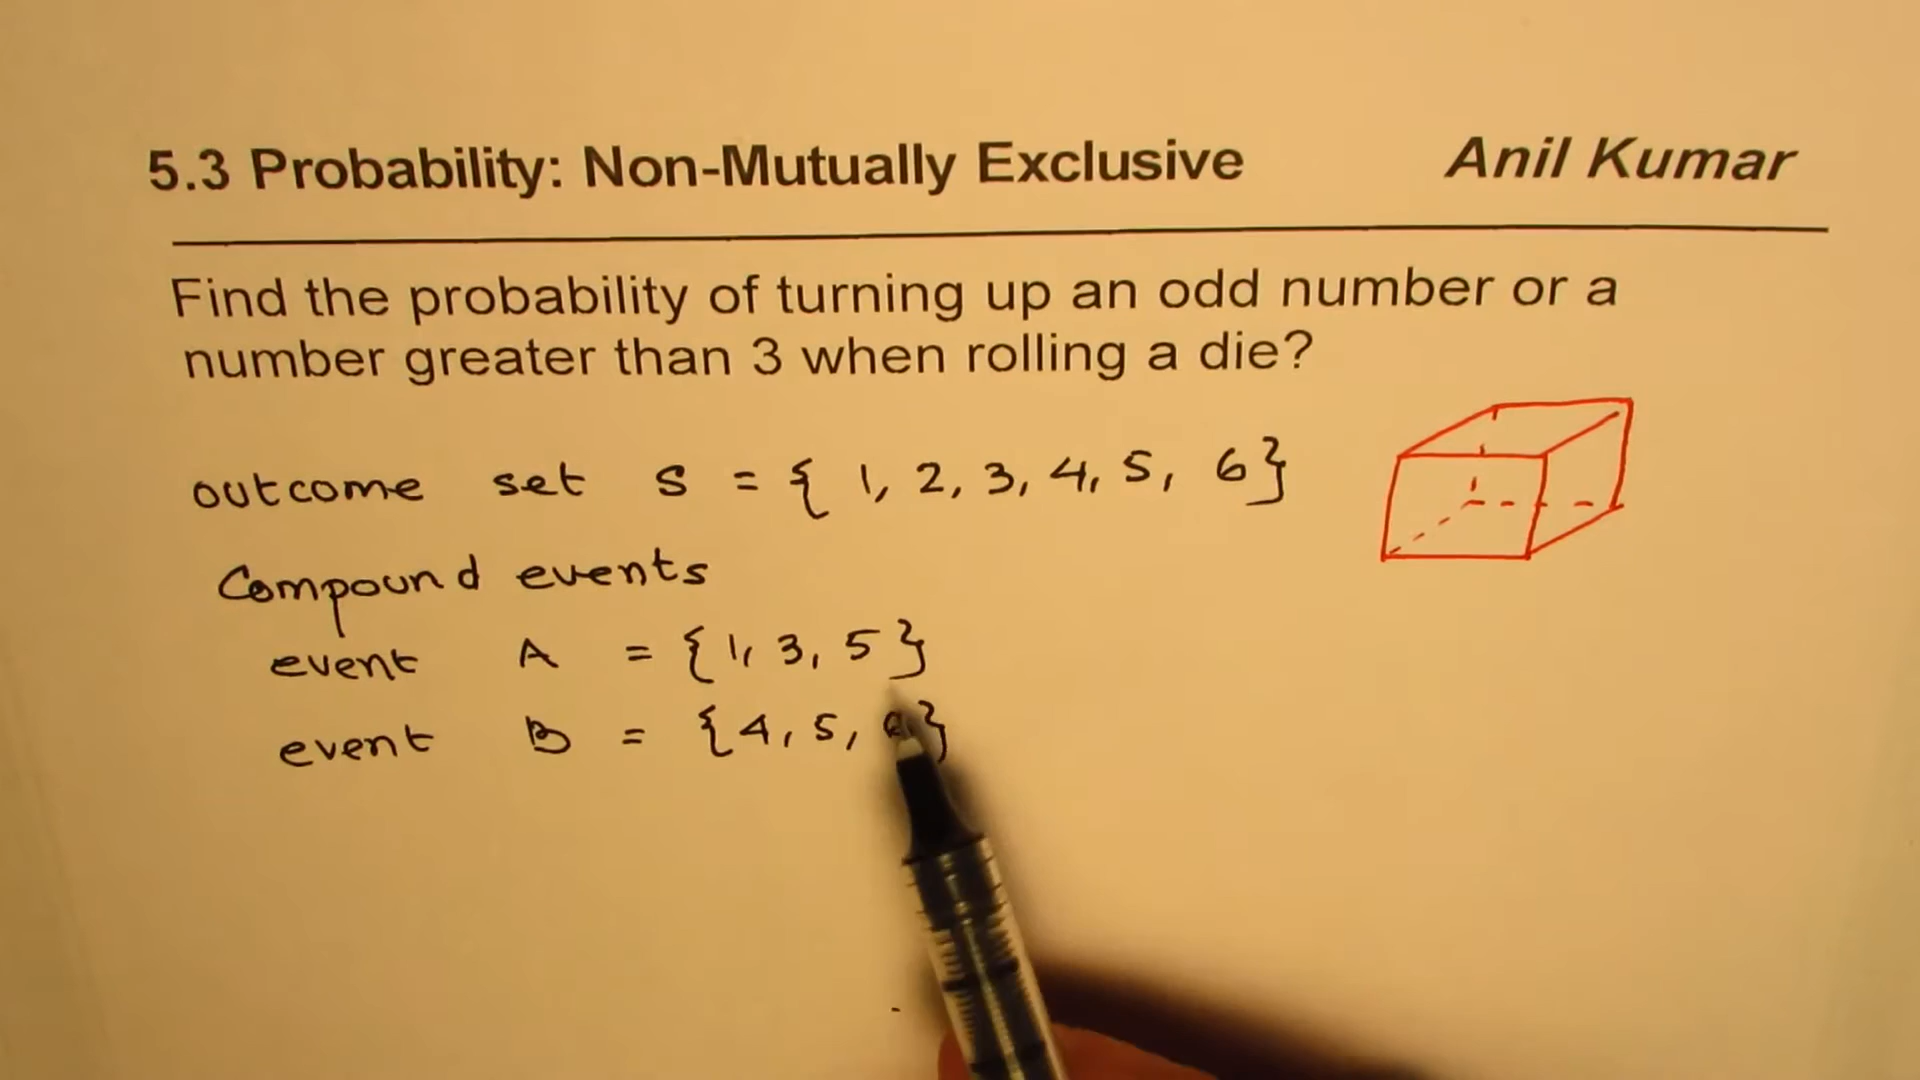 5.3 Probability: Non-Mutually Exclusive Anil Kumar
Find the probability of turning up an odd number or a
number greater than 3 when rolling a die?
outcome set S = { 1, 2, 3, 4, 5, 6}
Compound events
event A = {1, 3, 5}
event B = {4, 5, 6}